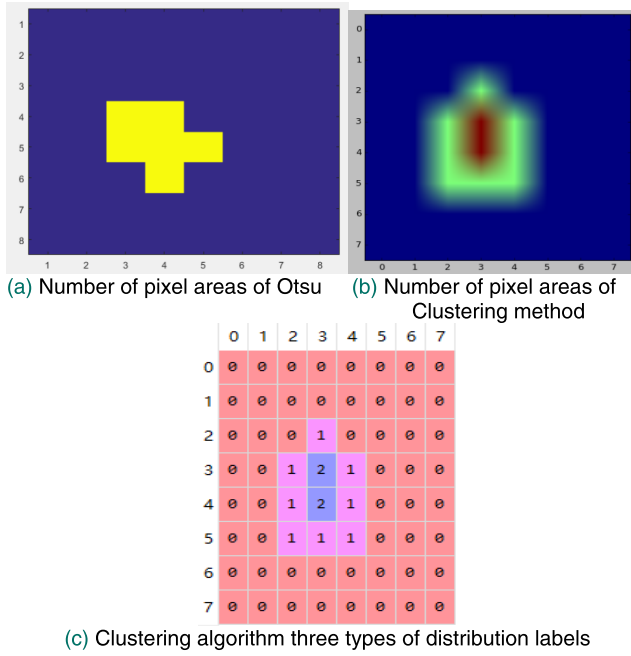 1
2
3
4
5
6
7
8
1 2 3 4 5 6 7 8
0
1
2
3
4
5
6
7
0 1 2 3 4 5 6 7
(a) Number of pixel areas of Otsu
(b) Number of pixel areas of
Clustering method
0 1 2 3 4 5 6 7
0 0 0 0 0 0 0 0 0
1 0 0 0 0 0 0 0 0
2 0 0 0 1 0 0 0 0
3 0 0 1 2 1 0 0 0
4 0 0 1 2 1 0 0 0
5 0 0 1 1 1 0 0 0
6 0 0 0 0 0 0 0 0
7 0 0 0 0 0 0 0 0
(c) Clustering algorithm three types of distribution labels